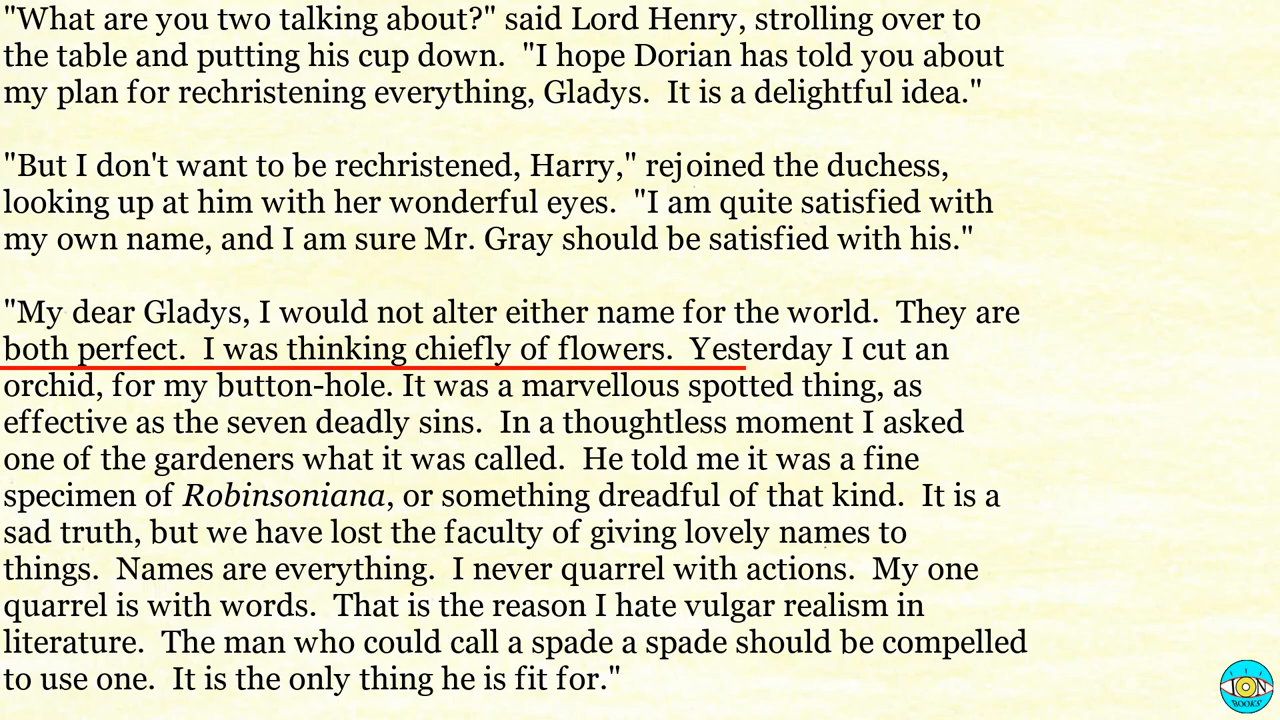 "What are you two talking about?" said Lord Henry, strolling over to
the table and putting his cup down.  "I hope Dorian has told you about
my plan for rechristening everything, Gladys.  It is a delightful idea."
"But I don't want to be rechristened, Harry," rejoined the duchess,
looking up at him with her wonderful eyes.  "I am quite satisfied with
my own name, and I am sure Mr. Gray should be satisfied with his."
"My dear Gladys, I would not alter either name for the world.  They are
both perfect.  I was thinking chiefly of flowers.  Yesterday I cut an
orchid, for my button-hole. It was a marvellous spotted thing, as
effective as the seven deadly sins.  In a thoughtless moment I asked
one of the gardeners what it was called.  He told me it was a fine
specimen of Robinsoniana, or something dreadful of that kind.  It is a
sad truth, but we have lost the faculty of giving lovely names to
things.  Names are everything.  I never quarrel with actions.  My one
quarrel is with words.  That is the reason I hate vulgar realism in
literature.  The man who could call a spade a spade should be compelled
to use one.  It is the only thing he is fit for."
ION
BOOKS